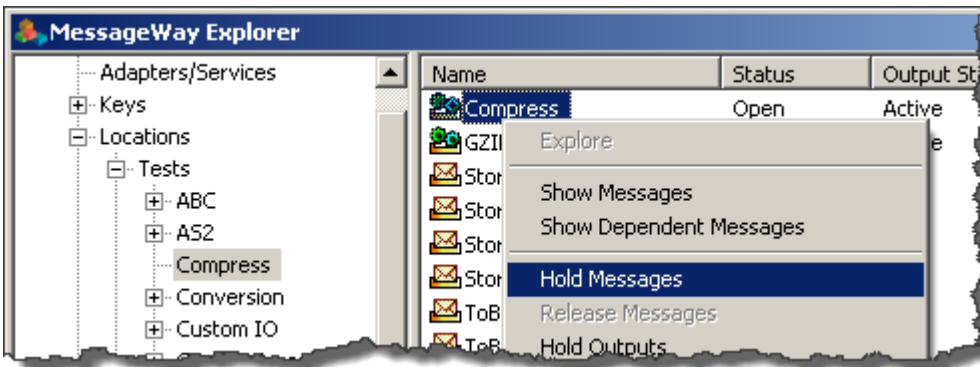 MessageWay Explorer
Adapters/Services
Keys
Locations
Tests
ABC
AS2
Compress
Conversion
Custom IO
Name Status Output
Compress Open Active
Explore
Show Messages
Show Dependent Messages
Hold Messages
Release Messages
Hold Outputs